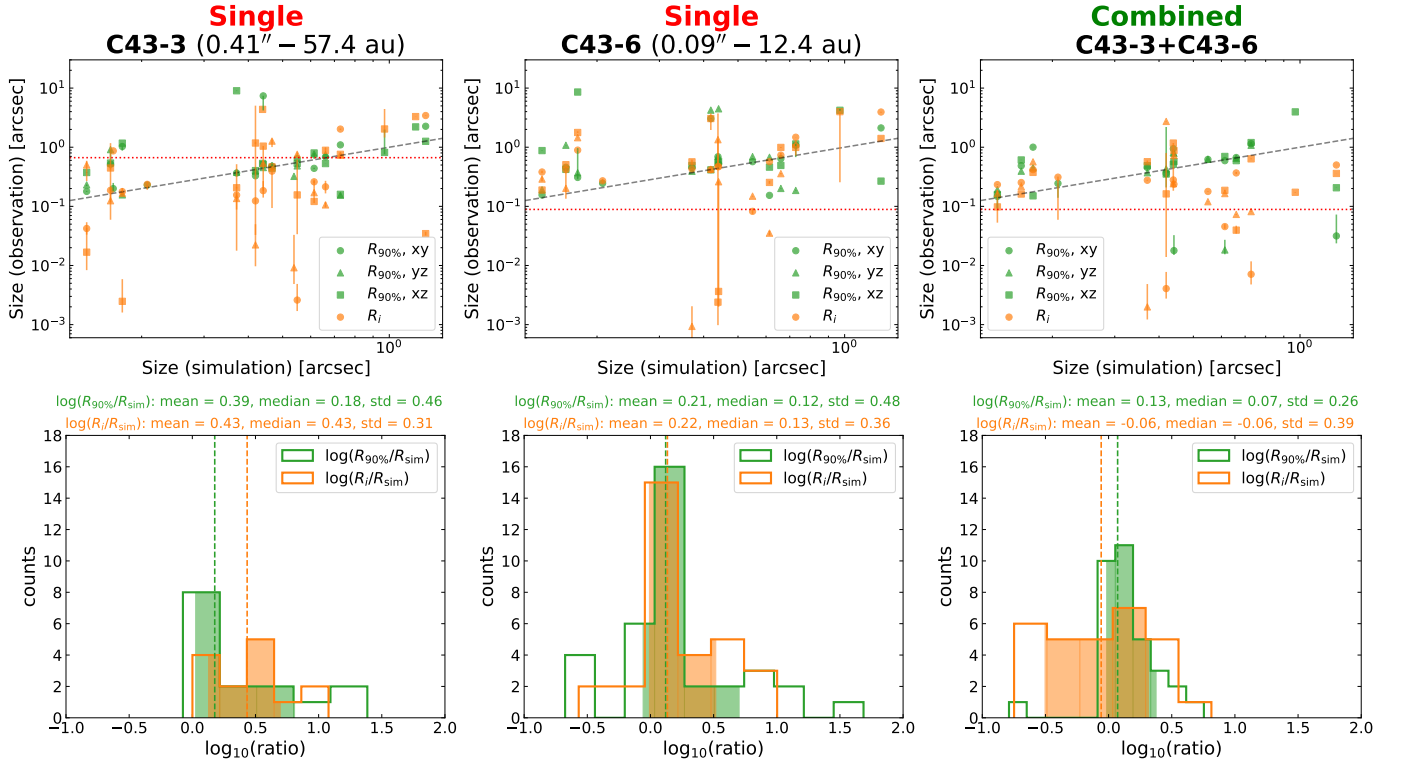 Single
C43-3 (0.41″ − 57.4 au)
Single
C43-6 (0.09″ − 12.4 au)
Combined
C43-3+C43-6
Size (observation) [arcsec]
10¹
10⁰
10⁻¹
10⁻²
10⁻³
R90%, xy
R90%, yz
R90%, xz
Ri
10⁰
Size (simulation) [arcsec]
Size (observation) [arcsec]
10¹
10⁰
10⁻¹
10⁻²
10⁻³
R90%, xy
R90%, yz
R90%, xz
Ri
10⁰
Size (simulation) [arcsec]
Size (observation) [arcsec]
10¹
10⁰
10⁻¹
10⁻²
10⁻³
R90%, xy
R90%, yz
R90%, xz
Ri
10⁰
Size (simulation) [arcsec]
log(R90%/Rsim): mean = 0.39, median = 0.18, std = 0.46
log(Ri/Rsim): mean = 0.43, median = 0.43, std = 0.31
counts
18
16
14
12
10
8
6
4
2
0
log(R90%/Rsim)
log(Ri/Rsim)
−1.0 −0.5 0.0 0.5 1.0 1.5 2.0
log10(ratio)
log(R90%/Rsim): mean = 0.21, median = 0.12, std = 0.48
log(Ri/Rsim): mean = 0.22, median = 0.13, std = 0.36
counts
18
16
14
12
10
8
6
4
2
0
log(R90%/Rsim)
log(Ri/Rsim)
−1.0 −0.5 0.0 0.5 1.0 1.5 2.0
log10(ratio)
log(R90%/Rsim): mean = 0.13, median = 0.07, std = 0.26
log(Ri/Rsim): mean = -0.06, median = -0.06, std = 0.39
counts
18
16
14
12
10
8
6
4
2
0
log(R90%/Rsim)
log(Ri/Rsim)
−1.0 −0.5 0.0 0.5 1.0 1.5 2.0
log10(ratio)